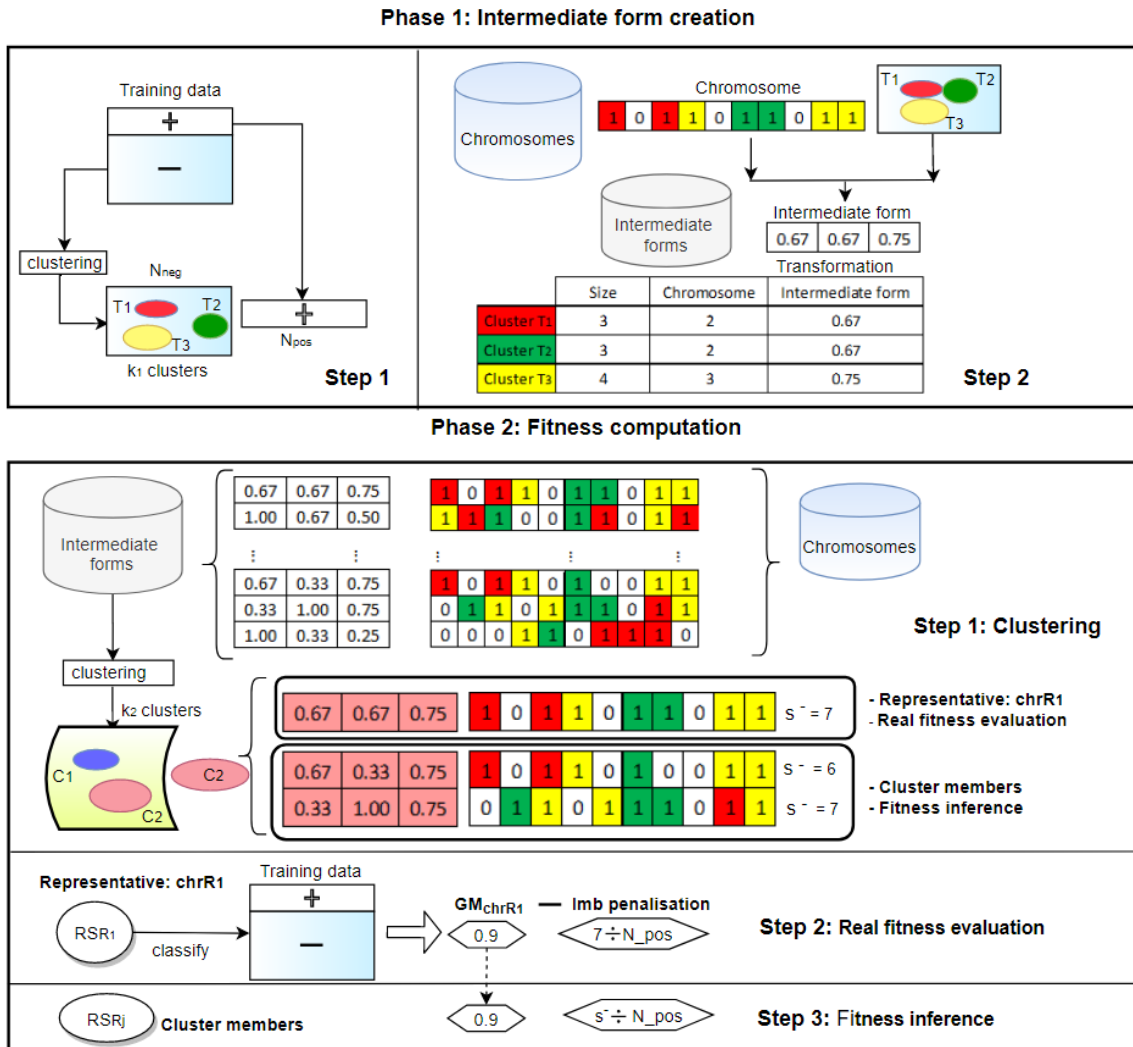 Phase 1: Intermediate form creation
Training data
+
−
clustering
Nneg
T1
T2
T3
k1 clusters
+
Npos
Step 1
Chromosomes
Chromosome
1 0 1 1 0 1 1 0 1 1
T1
T2
T3
Intermediate forms
Intermediate form
0.67 0.67 0.75
Transformation
Size Chromosome Intermediate form
Cluster T1 3 2 0.67
Cluster T2 3 2 0.67
Cluster T3 4 3 0.75
Step 2
Phase 2: Fitness computation
Intermediate
forms
0.67 0.67 0.75
1.00 0.67 0.50
⋮ ⋮
0.67 0.33 0.75
0.33 1.00 0.75
1.00 0.33 0.25
1 0 1 1 0 1 1 0 1 1
1 1 1 0 0 1 1 0 1 1
⋮ ⋮ ⋮
1 0 1 1 0 1 0 0 1 1
0 1 1 0 1 1 1 0 1 1
0 0 0 1 1 0 1 1 1 0
Chromosomes
Step 1: Clustering
clustering
k2 clusters
C1
C2
C2
0.67 0.67 0.75 1 0 1 1 0 1 1 0 1 1 s⁻ = 7
- Representative: chrR1
- Real fitness evaluation
0.67 0.33 0.75 1 0 1 1 0 1 0 0 1 1 s⁻ = 6
0.33 1.00 0.75 0 1 1 0 1 1 1 0 1 1 s⁻ = 7
- Cluster members
- Fitness inference
Representative: chrR1
RSR1
classify
Training data
+
−
GMchrR1 — Imb penalisation
0.9 7÷N_pos
Step 2: Real fitness evaluation
RSRj
Cluster members
0.9 s⁻÷ N_pos
Step 3: Fitness inference